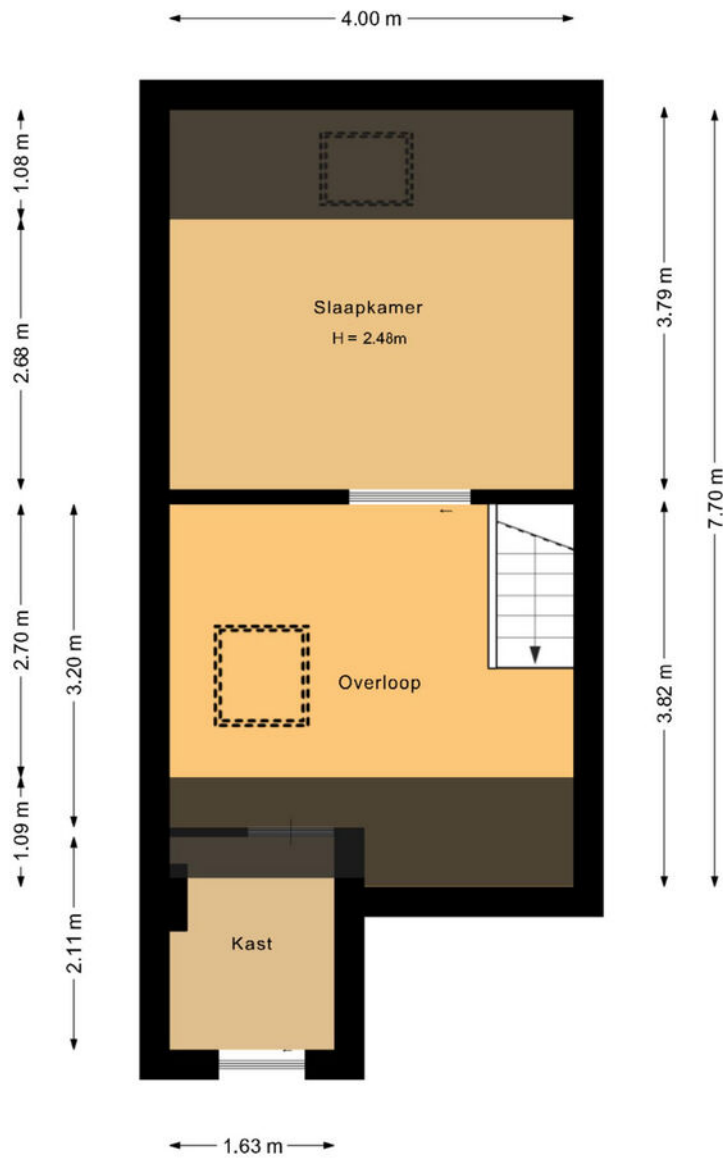 4.00 m
1.08 m
2.68 m
3.79 m
7.70 m
Slaapkamer
H = 2.48m
←
2.70 m
3.20 m
3.82 m
Overloop
1.09 m
2.11 m
Kast
←
1.63 m